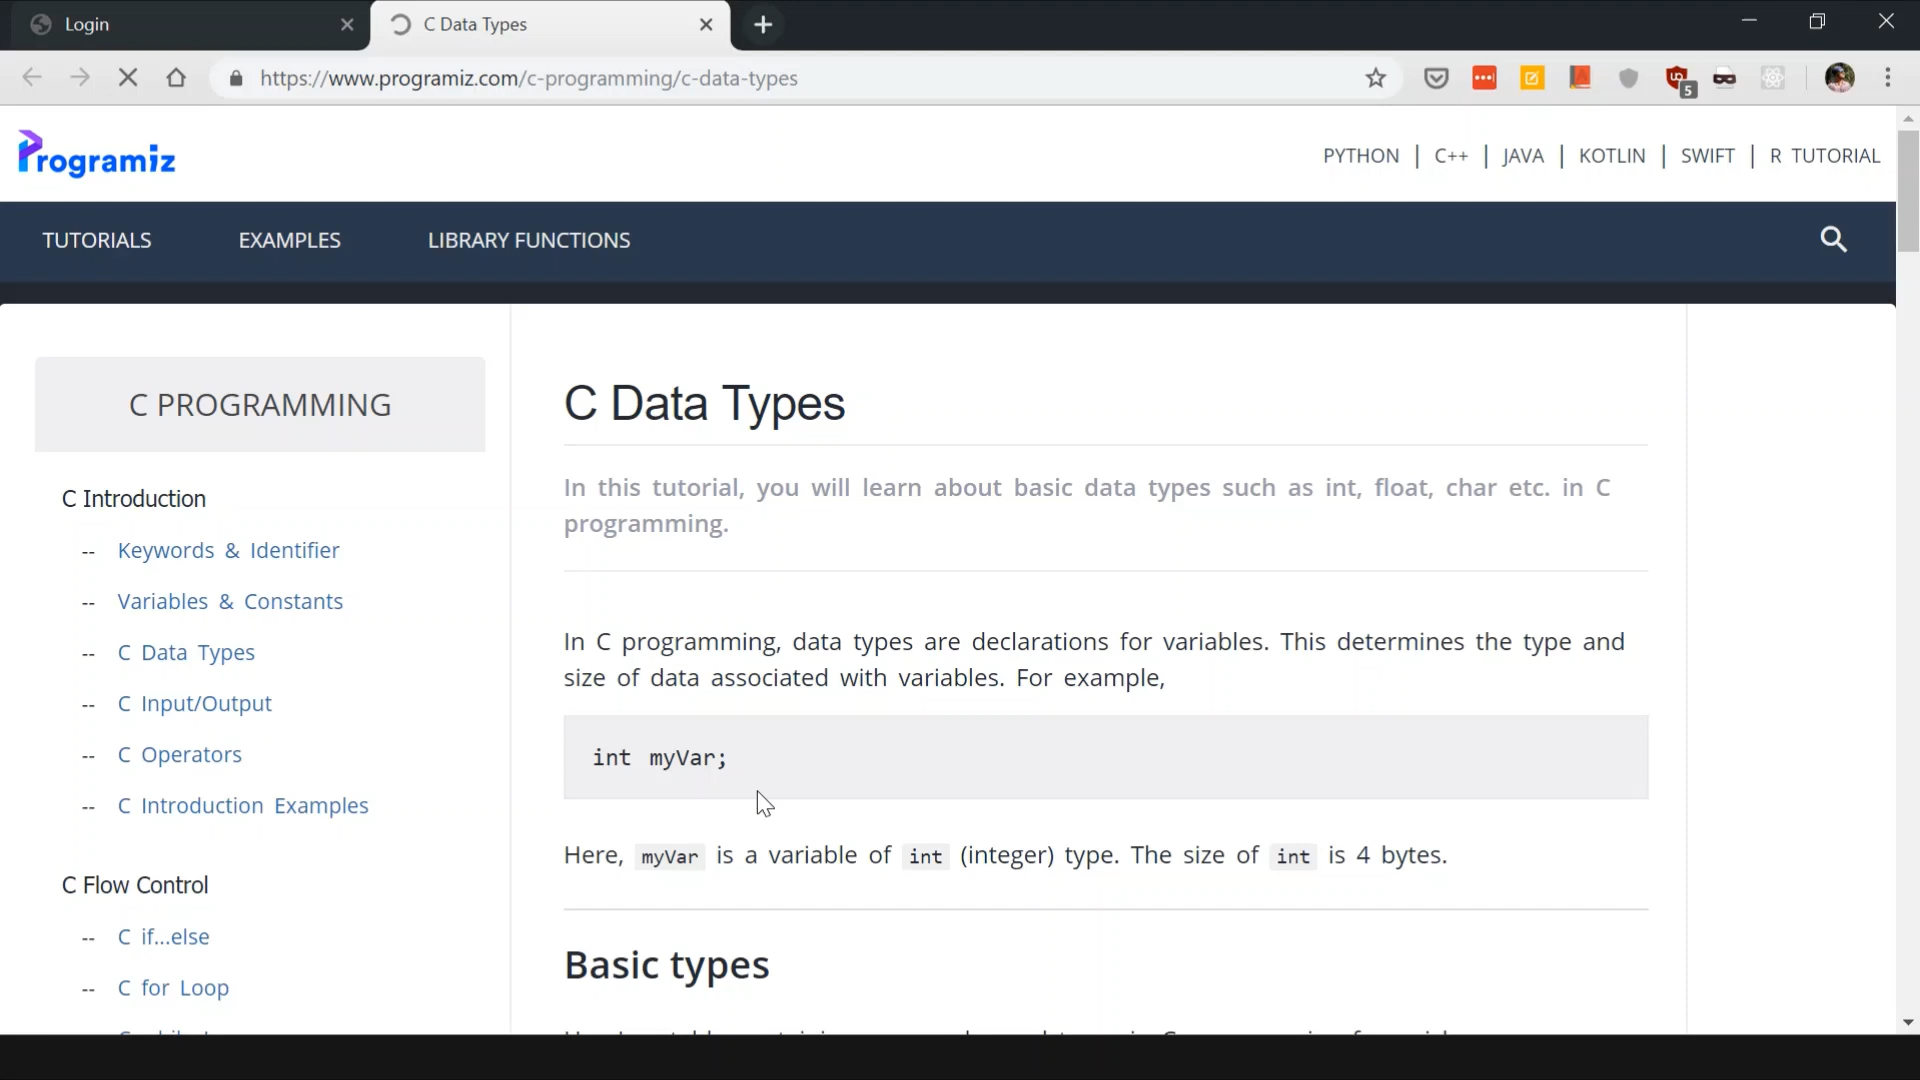 Login
C Data Types
https://www.programiz.com/c-programming/c-data-types
5
Programiz
PYTHON | C++ | JAVA | KOTLIN | SWIFT | R TUTORIAL
TUTORIALS
EXAMPLES
LIBRARY FUNCTIONS
C PROGRAMMING
C Introduction
-- Keywords & Identifier
-- Variables & Constants
-- C Data Types
-- C Input/Output
-- C Operators
-- C Introduction Examples
C Flow Control
-- C if...else
-- C for Loop
C Data Types
In this tutorial, you will learn about basic data types such as int, float, char etc. in C
programming.
In C programming, data types are declarations for variables. This determines the type and
size of data associated with variables. For example,
int myVar;
Here, myVar is a variable of int (integer) type. The size of int is 4 bytes.
Basic types